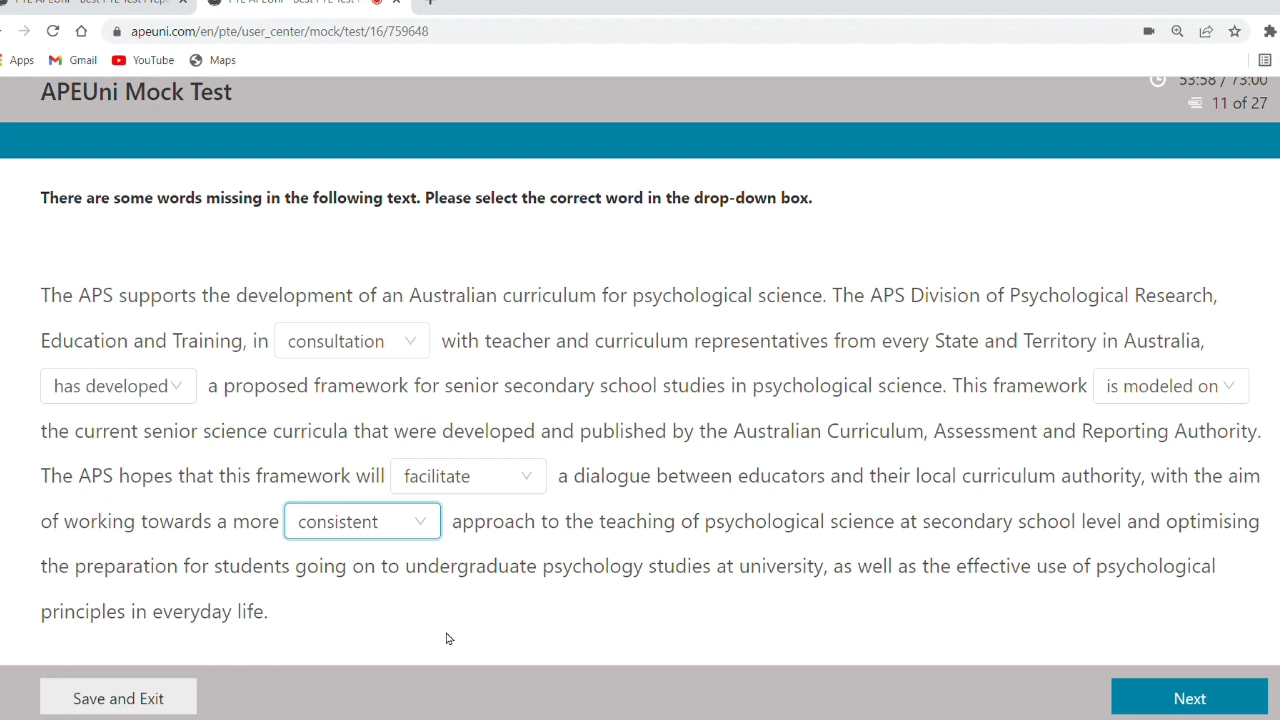 apeuni.com/en/pte/user_center/mock/test/16/759648
Apps Gmail YouTube Maps
APEUni Mock Test
53:58 / 73:00
11 of 27
There are some words missing in the following text. Please select the correct word in the drop-down box.
The APS supports the development of an Australian curriculum for psychological science. The APS Division of Psychological Research,
Education and Training, in consultation with teacher and curriculum representatives from every State and Territory in Australia,
has developed a proposed framework for senior secondary school studies in psychological science. This framework is modeled on
the current senior science curricula that were developed and published by the Australian Curriculum, Assessment and Reporting Authority.
The APS hopes that this framework will facilitate a dialogue between educators and their local curriculum authority, with the aim
of working towards a more consistent approach to the teaching of psychological science at secondary school level and optimising
the preparation for students going on to undergraduate psychology studies at university, as well as the effective use of psychological
principles in everyday life.
Save and Exit
Next